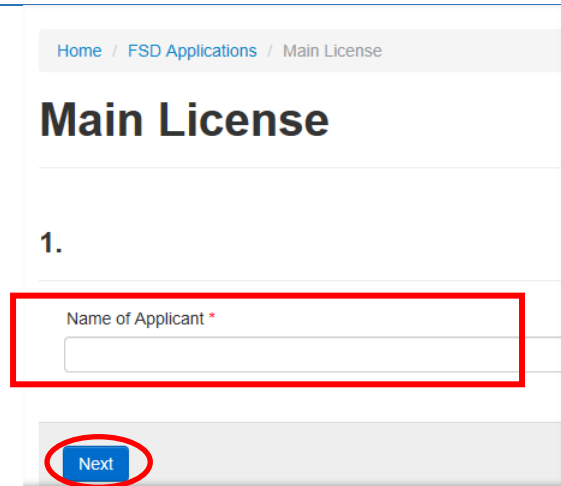 Home / FSD Applications / Main License
Main License
1.
Name of Applicant *
Next